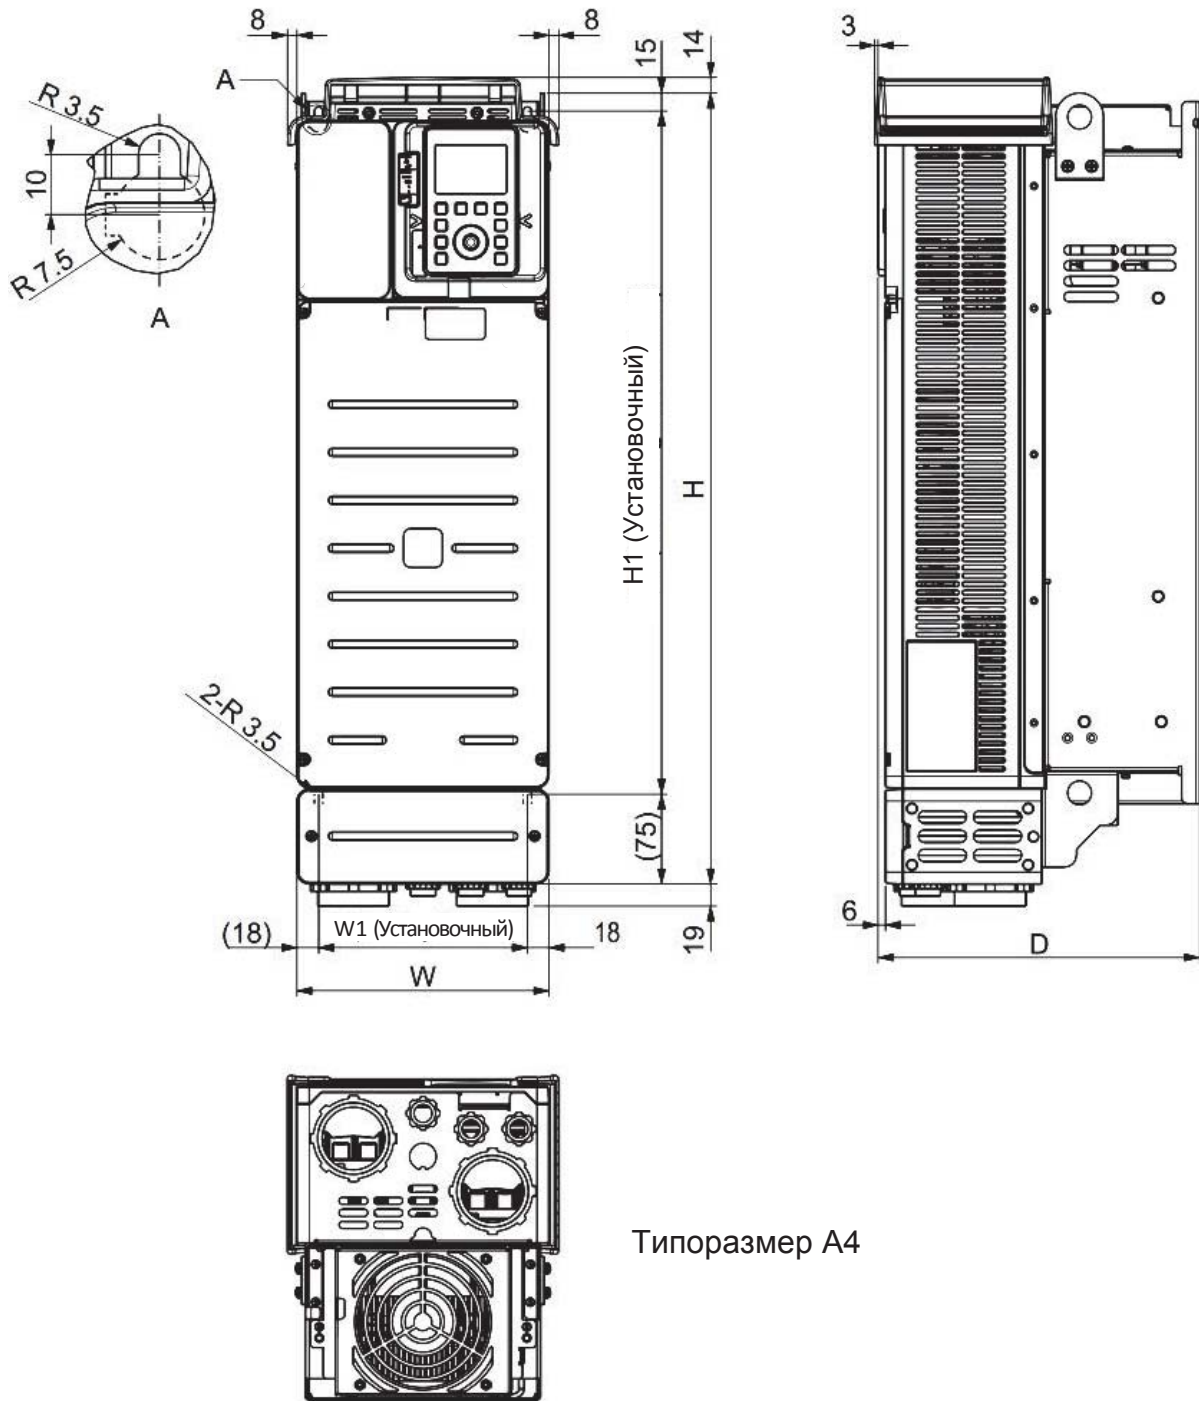 8
8
15
14
3
A
R 3.5
10
R 7.5
A
H1 (Установочный)
H
2-R 3.5
(75)
(18)
W1 (Установочный)
18
19
6
W
D
Типоразмер А4